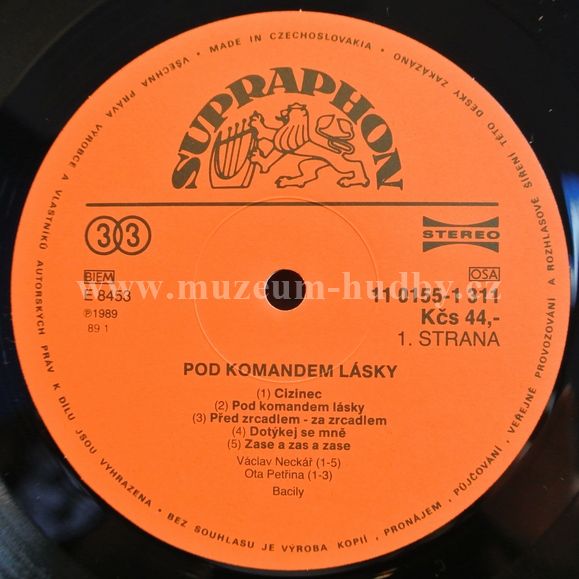 VŠECHNA PRÁVA VÝROBCE A VLASTNÍKŮ AUTORSKÝCH PRÁV K DÍLU JSOU VYHRAZENA • BEZ SOUHLASU JE VÝROBA KOPIÍ, PRONÁJEM, PŮJČOVÁNÍ, VEŘEJNÉ PROVOZOVÁNÍ A ROZHLASOVÉ ŠÍŘENÍ TÉTO DESKY ZAKÁZÁNO • MADE IN CZECHOSLOVAKIA •
SUPRAPHON
33
STEREO
BIEM
OSA
www.muzeum-hudby.cz
E 8453
11 0155-1 311
℗1989
Kčs 44,-
89 1
1. STRANA
POD KOMANDEM LÁSKY
(1) Cizinec
(2) Pod komandem lásky
(3) Před zrcadlem - za zrcadlem
(4) Dotýkej se mně
(5) Zase a zas a zase
Václav Neckář (1-5)
Ota Petřina (1-3)
Bacily